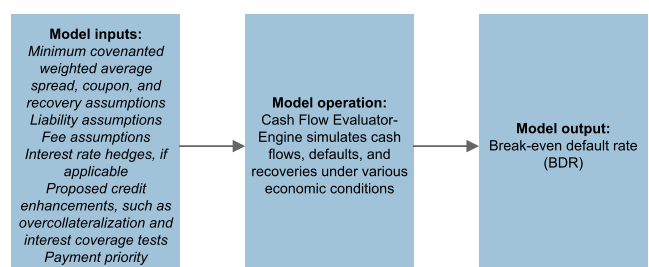 Model inputs:
Minimum covenanted
weighted average
spread, coupon, and
recovery assumptions
Liability assumptions
Fee assumptions
Interest rate hedges, if
applicable
Proposed credit
enhancements, such as
overcollateralization and
interest coverage tests
Payment priority
Model operation:
Cash Flow Evaluator-
Engine simulates cash
flows, defaults, and
recoveries under various
economic conditions
Model output:
Break-even default rate
(BDR)